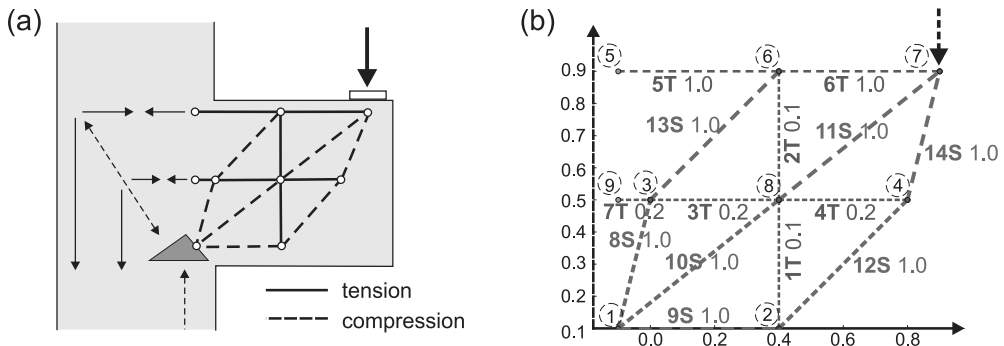 (a)
tension
compression
(b)
0.9
0.8
0.7
0.6
0.5
0.4
0.3
0.2
0.1
0.0
0.2
0.4
0.6
0.8
5
6
7
5T 1.0
6T 1.0
13S 1.0
2T 0.1
11S 1.0
14S 1.0
9
3
8
4
7T 0.2
3T 0.2
4T 0.2
8S 1.0
10S 1.0
1T 0.1
12S 1.0
1
9S 1.0
2